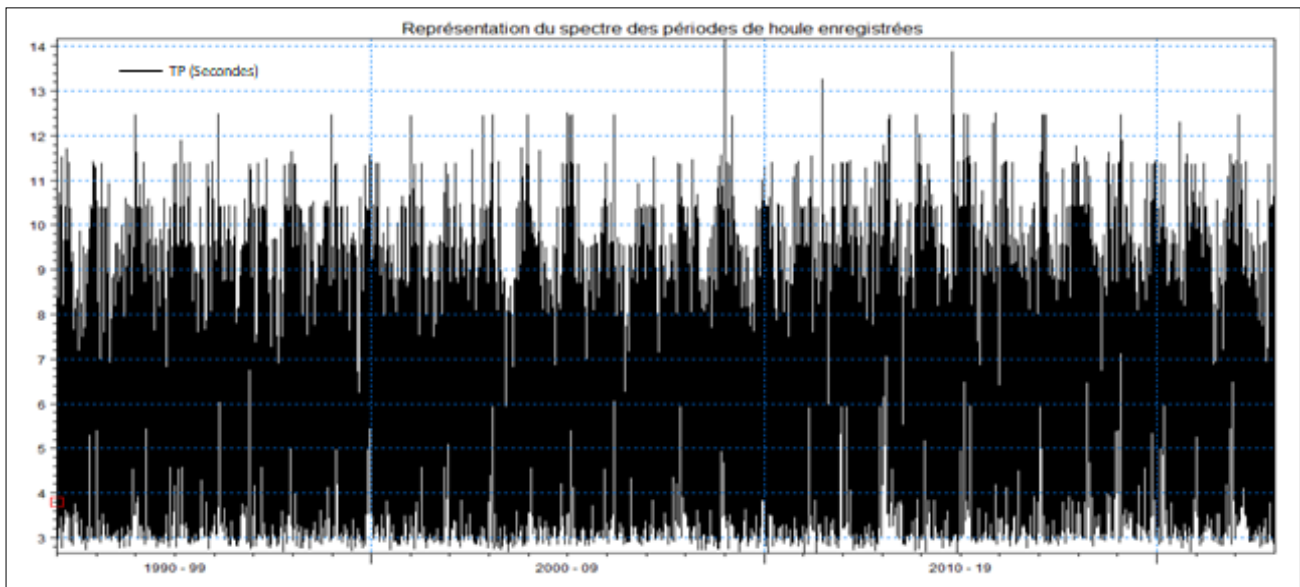 Représentation du spectre des périodes de houle enregistrées
14
TP (Secondes)
13
12
11
10
9
8
7
6
5
4
3
1990 - 99
2000 - 09
2010 - 19